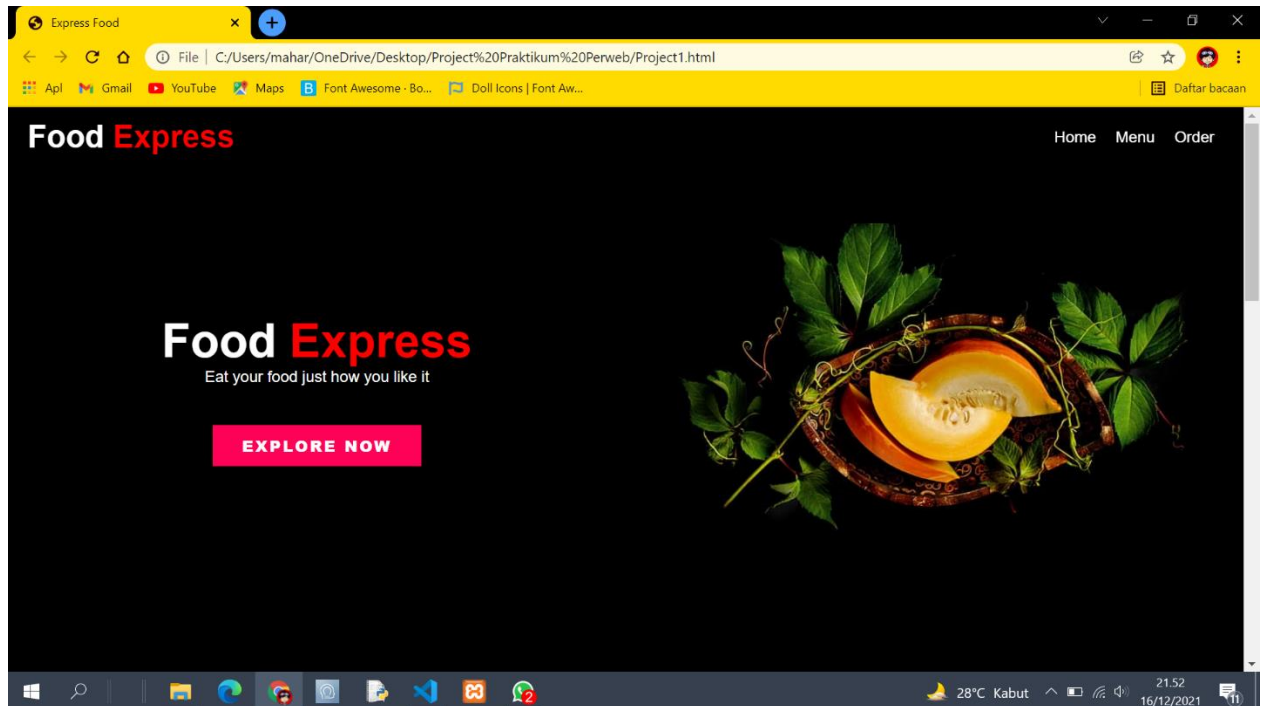 Express Food
File | C:/Users/mahar/OneDrive/Desktop/Project%20Praktikum%20Perweb/Project1.html
Apl Gmail YouTube Maps Font Awesome · Bo... Doll Icons | Font Aw... Daftar bacaan
Food Express Home Menu Order
Food Express
Eat your food just how you like it
EXPLORE NOW
28°C Kabut 21.52
16/12/2021